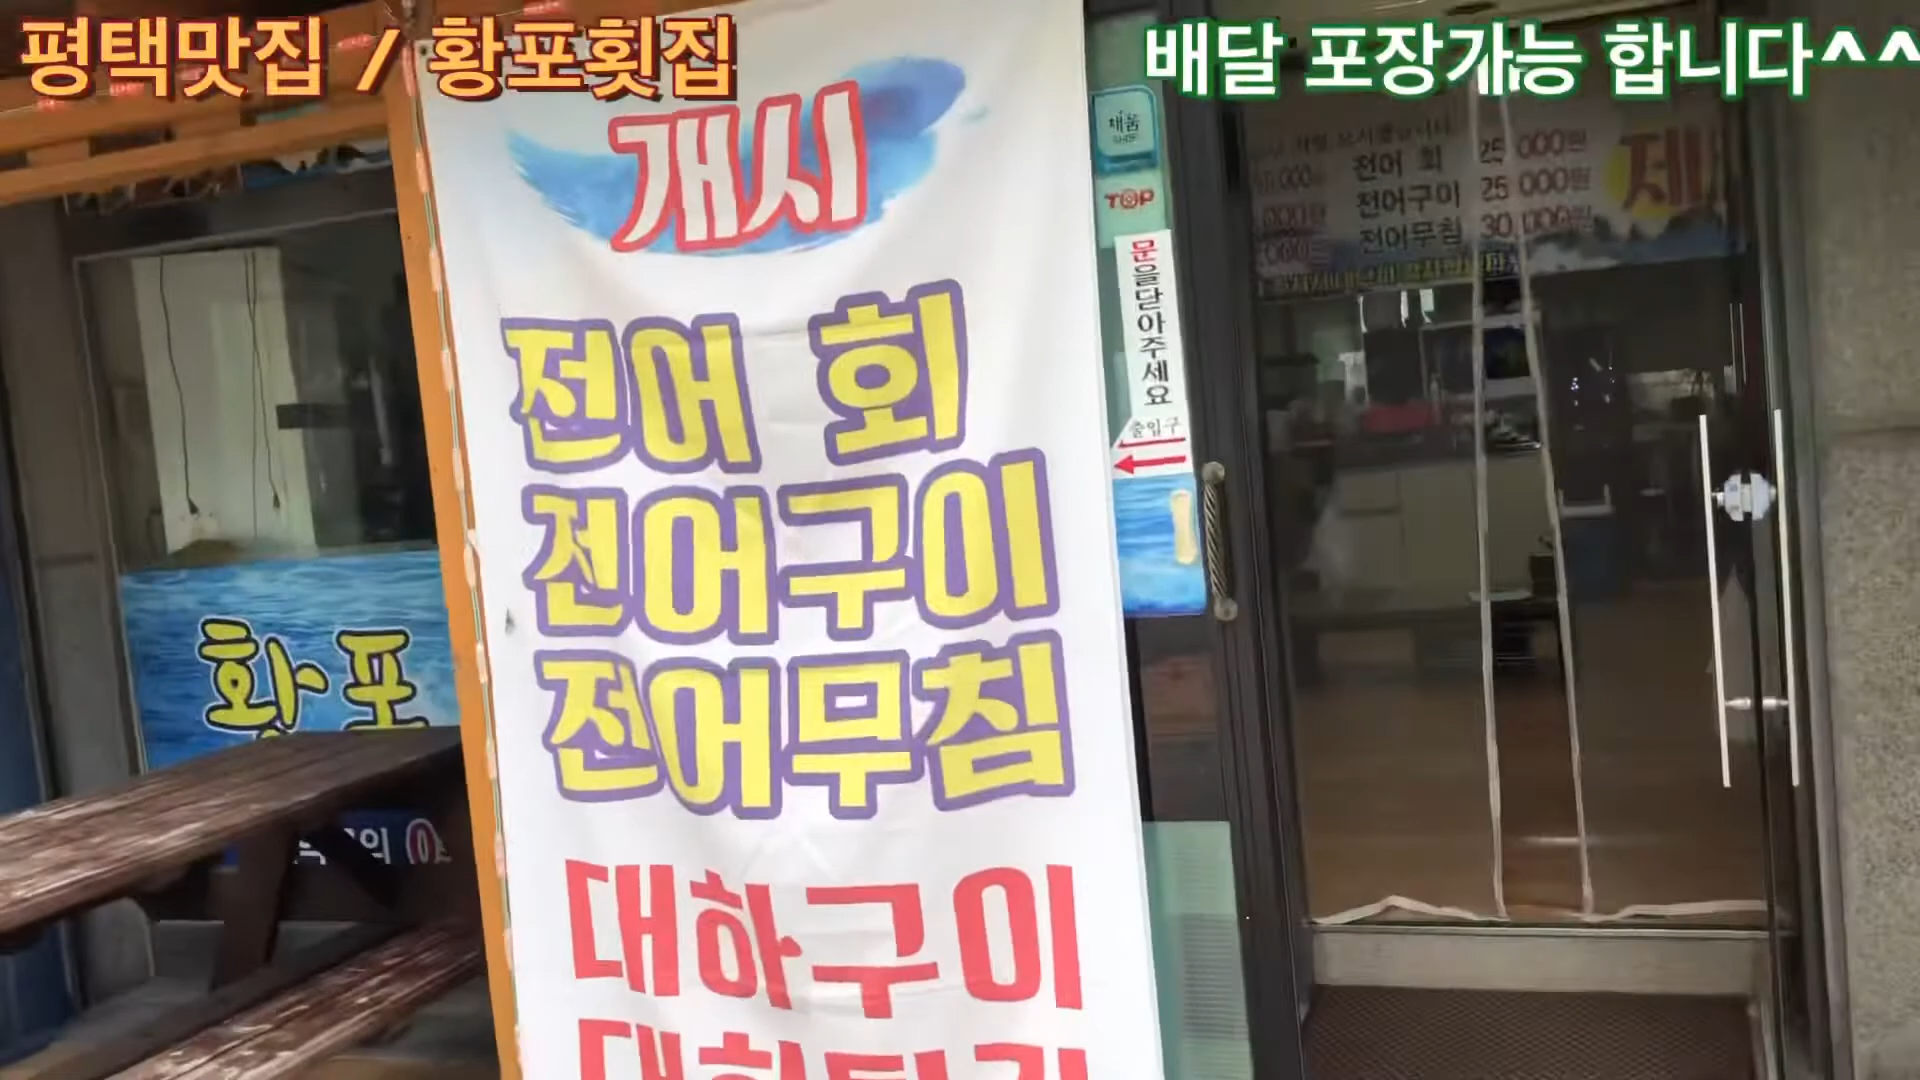 평택맛집 / 황포횟집
배달 포장가능 합니다^^
개시
전어 회
전어구이
전어무침
대하구이
TOP
문을닫아주세요
출입구
전어 회 25 000원
전어구이 25 000원
전어무침 30,000원
황포